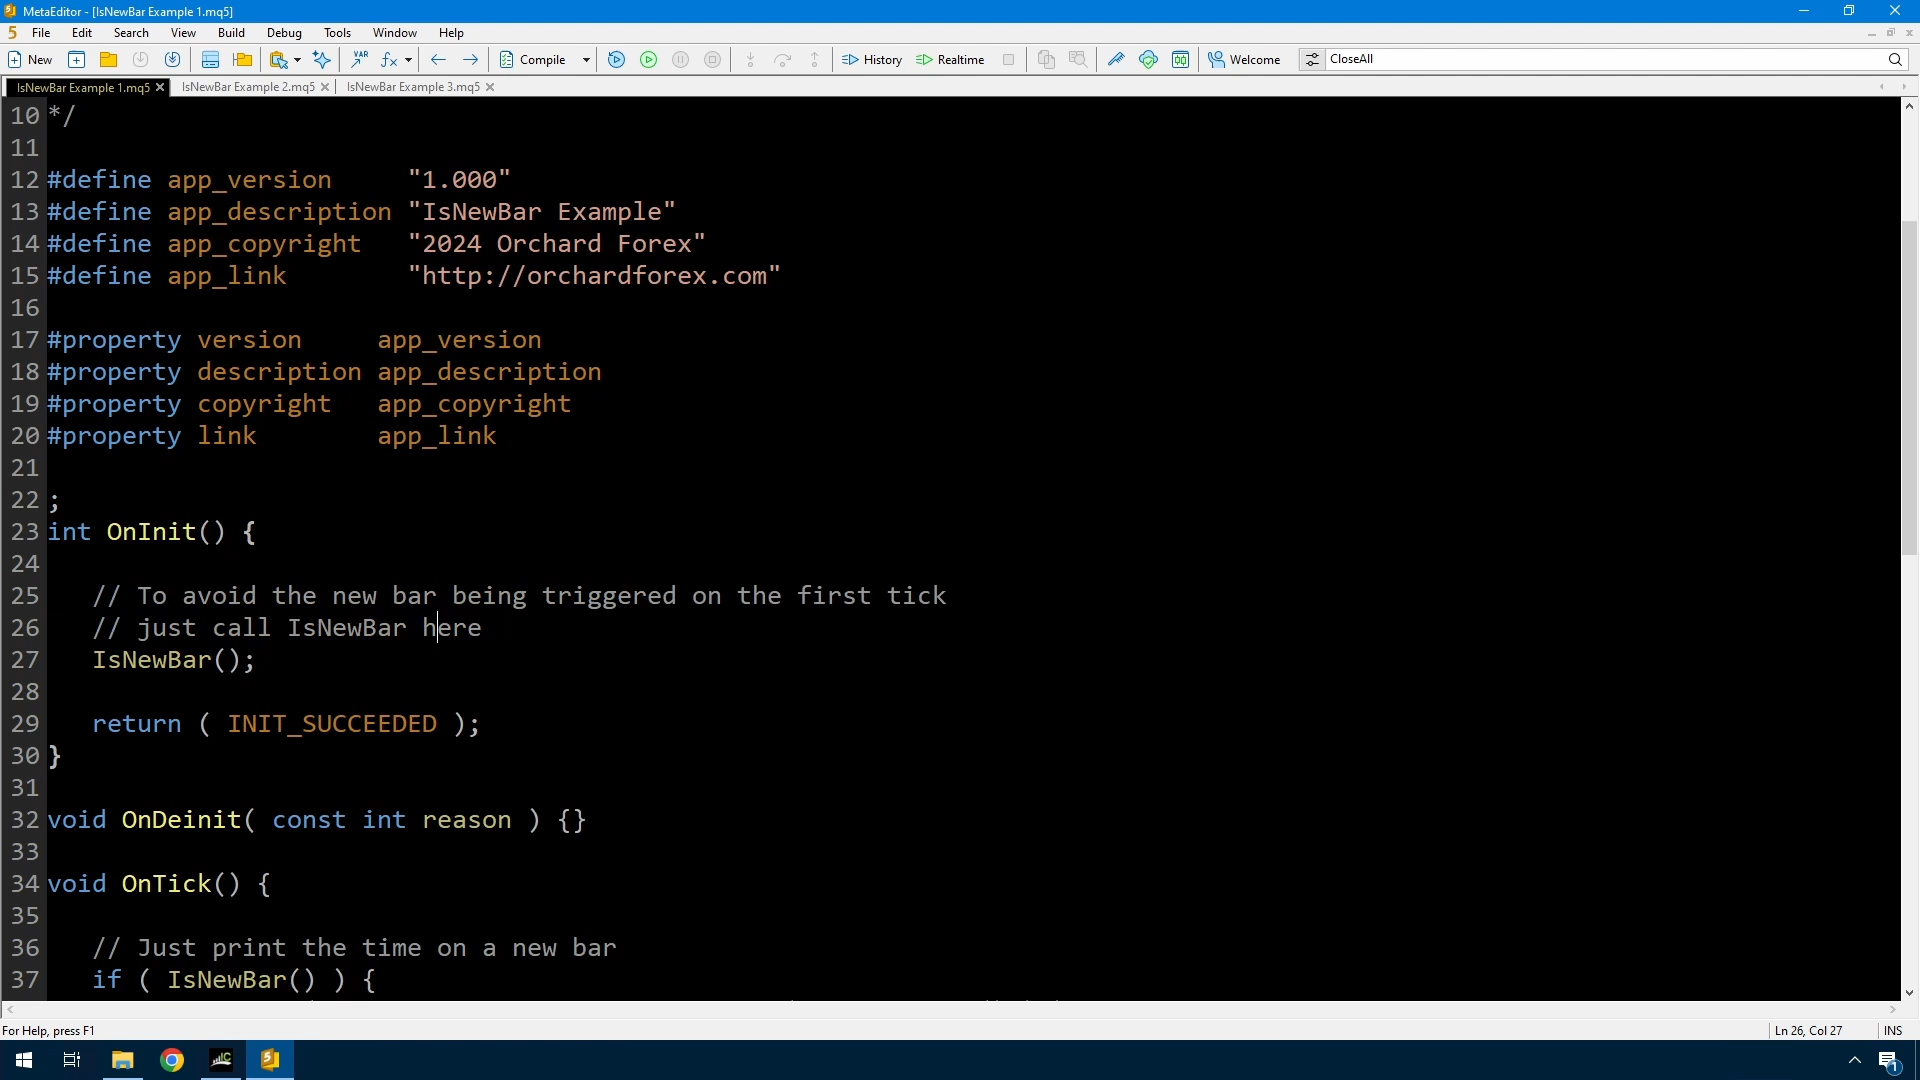 MetaEditor - [IsNewBar Example 1.mq5]
File Edit Search View Build Debug Tools Window Help
New Compile History Realtime Welcome CloseAll
IsNewBar Example 1.mq5 IsNewBar Example 2.mq5 IsNewBar Example 3.mq5
10 */
11
12 #define app_version "1.000"
13 #define app_description "IsNewBar Example"
14 #define app_copyright "2024 Orchard Forex"
15 #define app_link "http://orchardforex.com"
16
17 #property version app_version
18 #property description app_description
19 #property copyright app_copyright
20 #property link app_link
21
22 ;
23 int OnInit() {
24
25 // To avoid the new bar being triggered on the first tick
26 // just call IsNewBar here
27 IsNewBar();
28
29 return ( INIT_SUCCEEDED );
30 }
31
32 void OnDeinit( const int reason ) {}
33
34 void OnTick() {
35
36 // Just print the time on a new bar
37 if ( IsNewBar() ) {
For Help, press F1 Ln 26, Col 27 INS